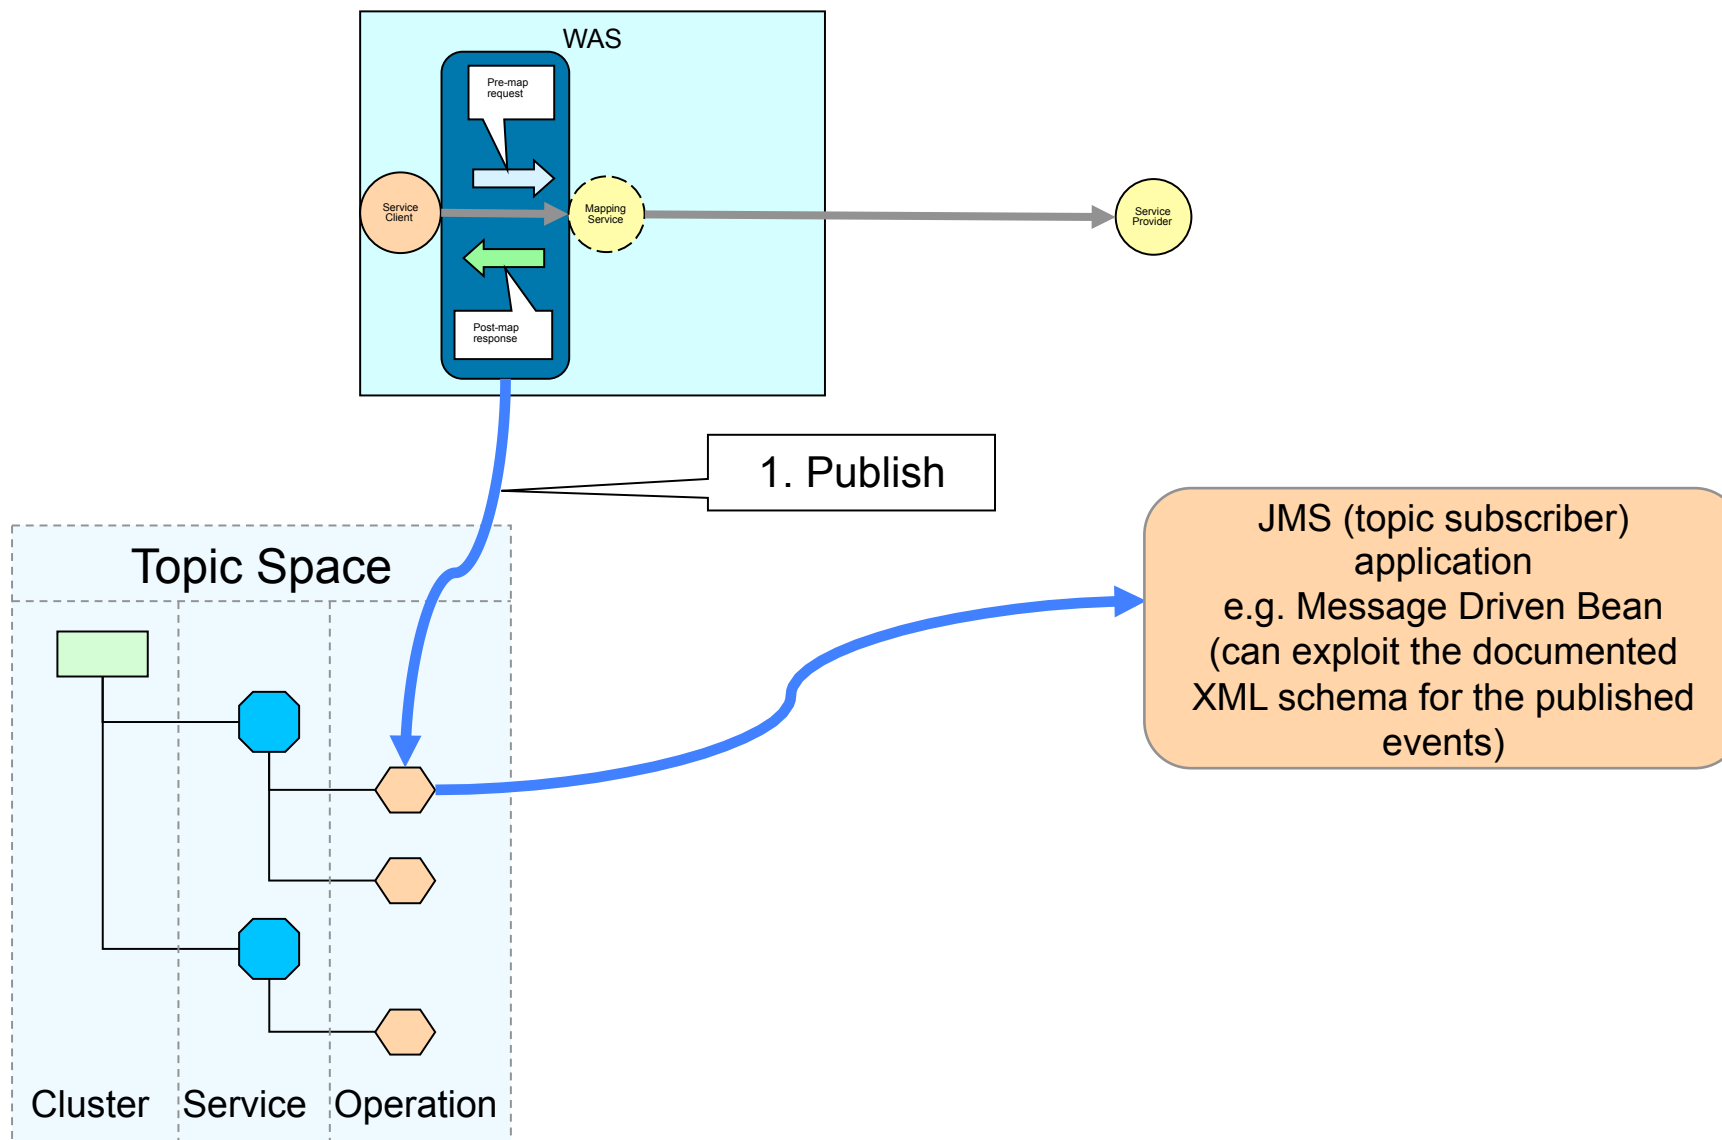 WAS
Pre-map
request
Service
Client
Mapping
Service
Service
Provider
Post-map
response
1. Publish
Topic Space
JMS (topic subscriber)
application
e.g. Message Driven Bean
(can exploit the documented
XML schema for the published
events)
Cluster
Service
Operation